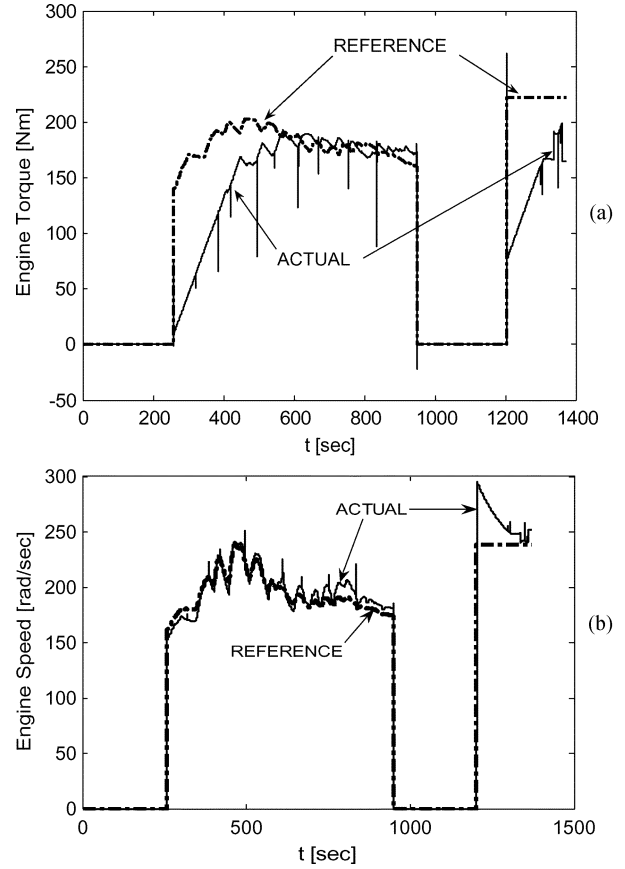 300
250
200
150
100
50
0
-50
Engine Torque [Nm]
REFERENCE
ACTUAL
(a)
0 200 400 600 800 1000 1200 1400
t [sec]
300
250
200
150
100
50
0
Engine Speed [rad/sec]
ACTUAL
REFERENCE
(b)
0 500 1000 1500
t [sec]